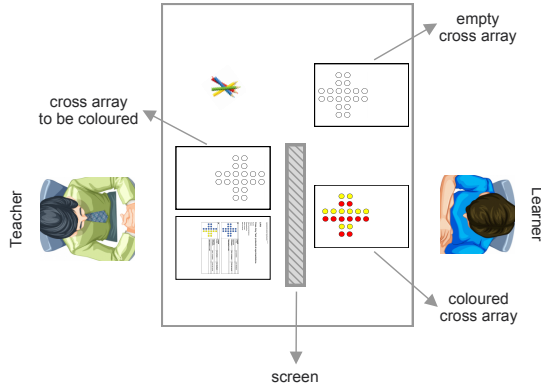 empty
cross array
cross array
to be coloured
Teacher
Learner
coloured
cross array
screen